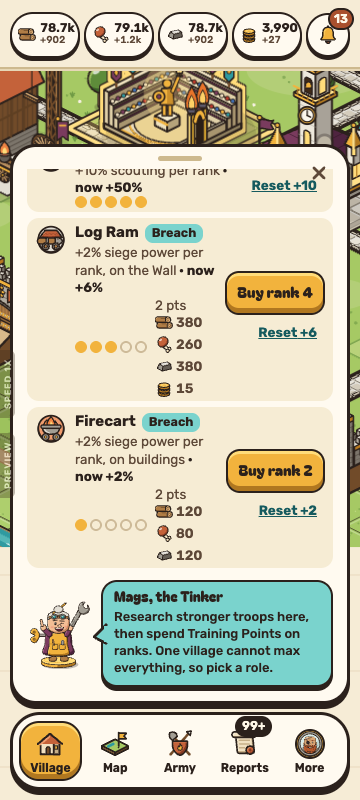 78.7k 79.1k 78.7k 3,990 13
+902 +1.2k +902 +27
+10% scouting per rank •
now +50%
Reset +10
Log Ram Breach
+2% siege power per
rank, on the Wall • now
+6%
Buy rank 4
Reset +6
2 pts
380
260
380
15
Firecart Breach
+2% siege power per
rank, on buildings •
now +2%
Buy rank 2
Reset +2
2 pts
120
80
120
SPEED 1X
PREVIEW
Mags, the Tinker
Research stronger troops here,
then spend Training Points on
ranks. One village cannot max
everything, so pick a role.
99+
Village Map Army Reports More